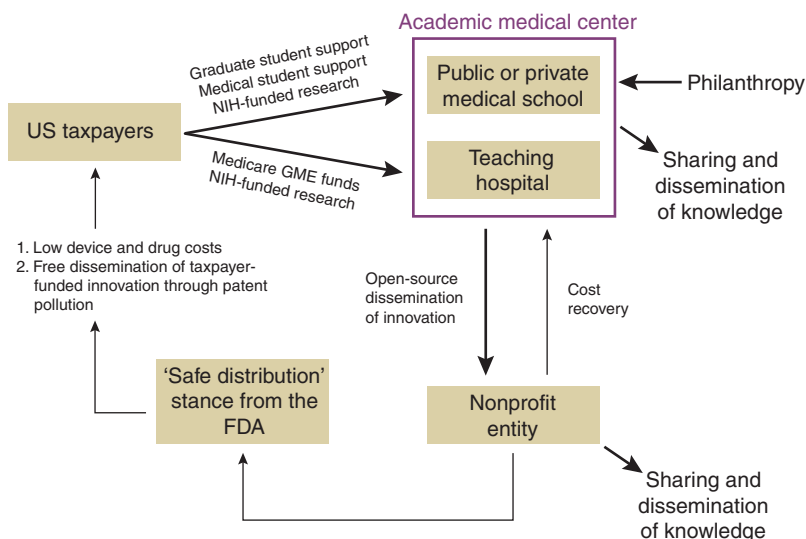 Academic medical center
Graduate student support
Medical student support
NIH-funded research
Public or private
medical school
Philanthropy
US taxpayers
Medicare GME funds
NIH-funded research
Teaching
hospital
Sharing and
dissemination
of knowledge
1. Low device and drug costs
2. Free dissemination of taxpayer-
funded innovation through patent
pollution
Open-source
dissemination
of innovation
Cost
recovery
‘Safe distribution’
stance from the
FDA
Nonprofit
entity
Sharing and
dissemination
of knowledge